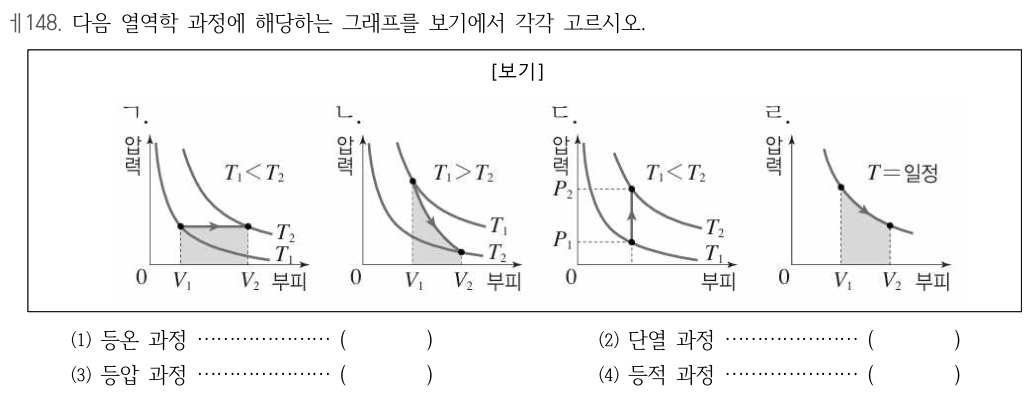 148. 다음 열역학 과정에 해당하는 그래프를 보기에서 각각 고르시오.
[보기]
ㄱ.
압력
T₁<T₂
T₂
T₁
0 V₁ V₂ 부피
ㄴ.
압력
T₁>T₂
T₁
T₂
0 V₁ V₂ 부피
ㄷ.
압력
T₁<T₂
P₂
P₁
T₂
T₁
0 부피
ㄹ.
압력
T=일정
0 V₁ V₂ 부피
(1) 등온 과정 ····················· ( )
(2) 단열 과정 ····················· ( )
(3) 등압 과정 ····················· ( )
(4) 등적 과정 ····················· ( )